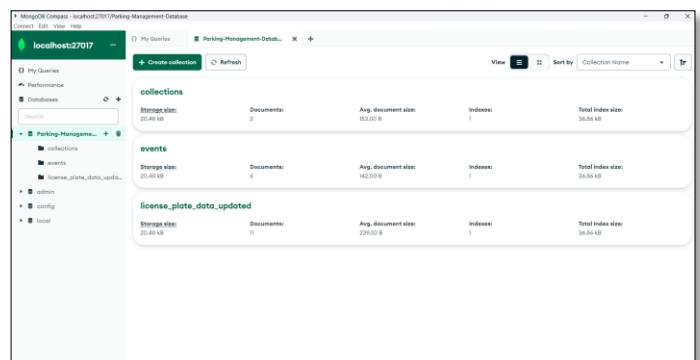 MongoDB Compass - localhost:27017/Parking-Management-Database
Connect Edit View Help
localhost:27017 ...
{} My Queries
Parking-Management-Datab...
My Queries
Performance
Databases
Search
Parking-Manageme...
collections
events
license_plate_data_upda...
admin
config
local
+ Create collection
Refresh
View
Sort by
Collection Name
collections
Storage size: Documents: Avg. document size: Indexes: Total index size:
20.48 kB 2 153.00 B 1 36.86 kB
events
Storage size: Documents: Avg. document size: Indexes: Total index size:
20.48 kB 6 142.00 B 1 36.86 kB
license_plate_data_updated
Storage size: Documents: Avg. document size: Indexes: Total index size:
20.48 kB 11 239.00 B 1 36.86 kB